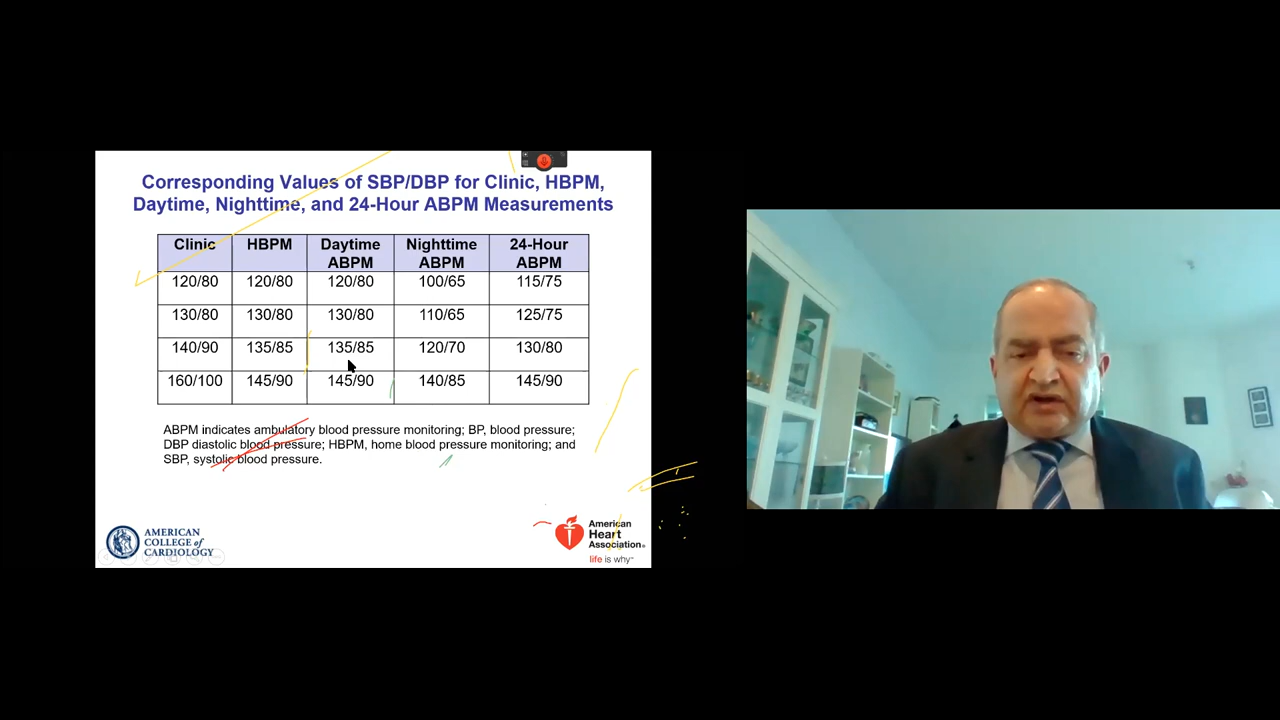 Corresponding Values of SBP/DBP for Clinic, HBPM,
Daytime, Nighttime, and 24-Hour ABPM Measurements
Clinic HBPM Daytime ABPM Nighttime ABPM 24-Hour ABPM
120/80 120/80 120/80 100/65 115/75
130/80 130/80 130/80 110/65 125/75
140/90 135/85 135/85 120/70 130/80
160/100 145/90 145/90 140/85 145/90
ABPM indicates ambulatory blood pressure monitoring; BP, blood pressure;
DBP diastolic blood pressure; HBPM, home blood pressure monitoring; and
SBP, systolic blood pressure.
AMERICAN
COLLEGE of
CARDIOLOGY
American
Heart
Association®
life is why™